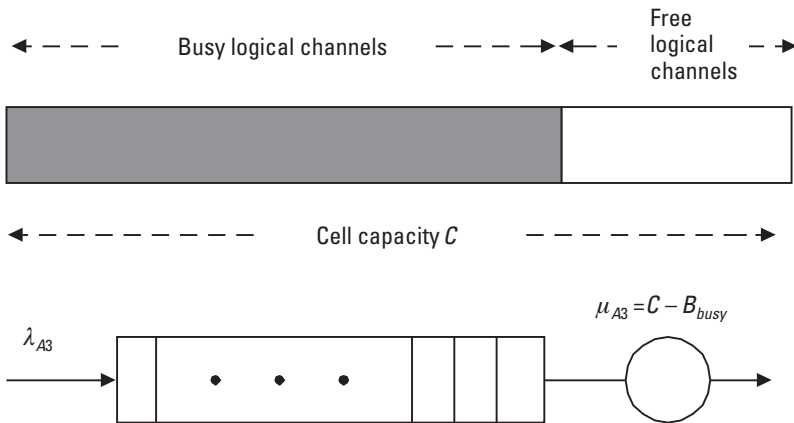 Free
Busy logical channels
logical
channels
Cell capacity C
μA3 = C – Bbusy
λA3